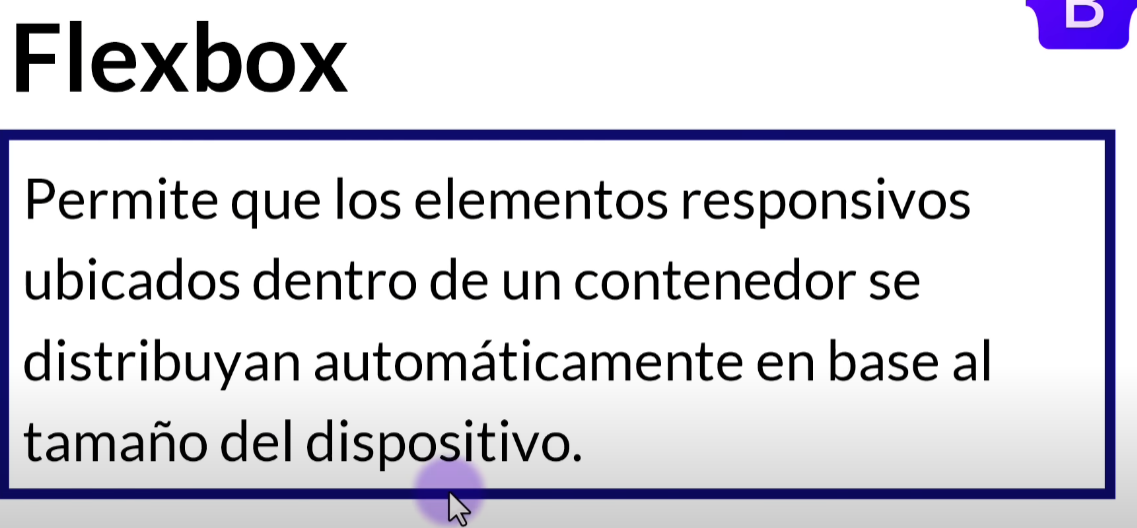 B
Flexbox
Permite que los elementos responsivos
ubicados dentro de un contenedor se
distribuyan automáticamente en base al
tamaño del dispositivo.